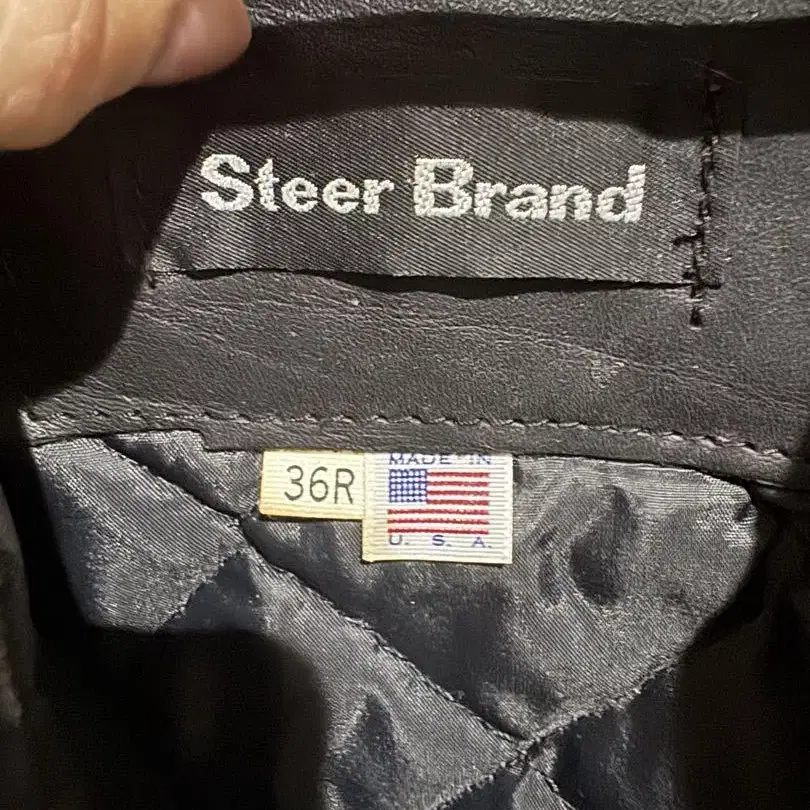 Steer Brand
36R
MADE IN
U. S. A.